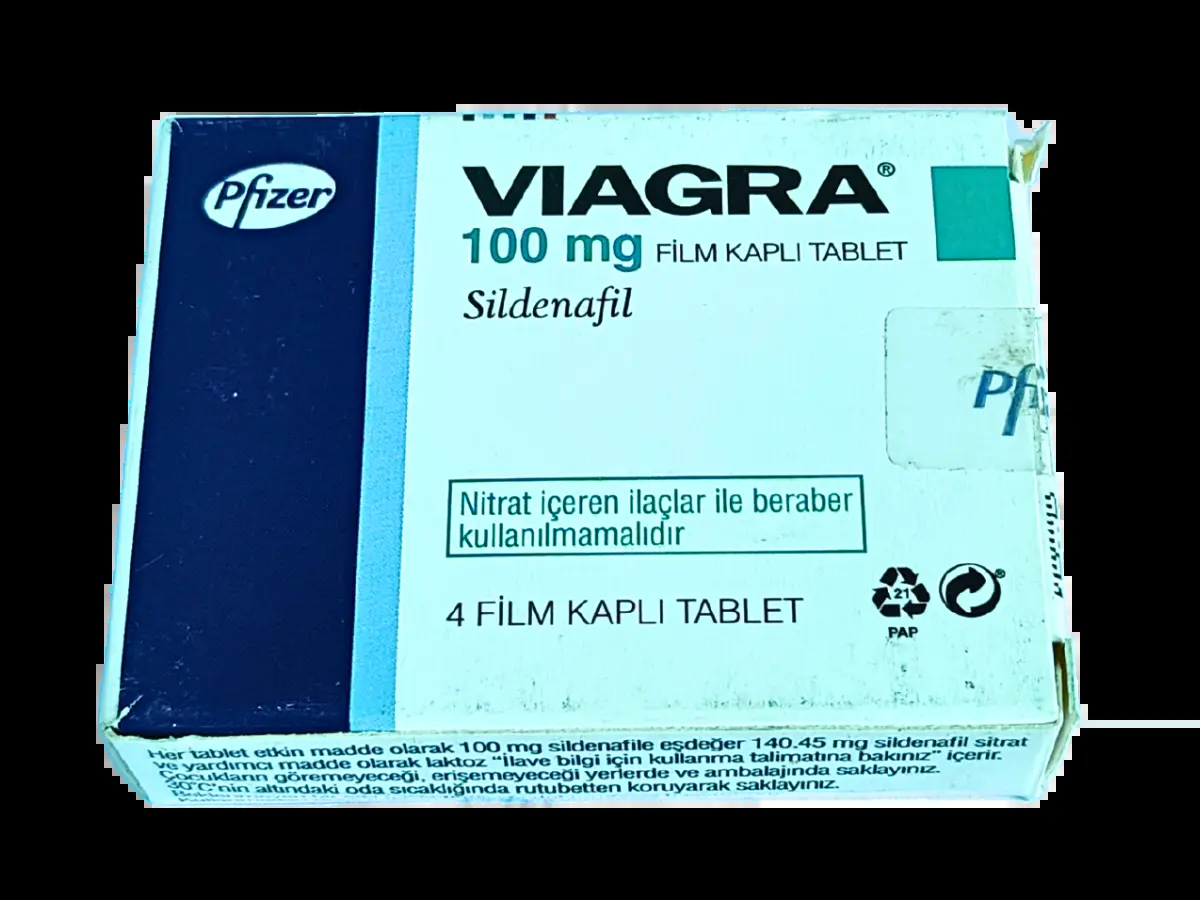 Pfizer
VIAGRA®
100 mg FİLM KAPLI TABLET
Sildenafil
Pfi
Nitrat içeren ilaçlar ile beraber
kullanılmamalıdır
4 FİLM KAPLI TABLET
21
PAP
Her tablet etkin madde olarak 100 mg sildenafile eşdeğer 140.45 mg sildenafil sitrat
ve yardımcı madde olarak laktoz "İlave bilgi için kullanma talimatına bakınız" içerir.
Çocukların göremeyeceği, erişemeyeceği yerlerde ve ambalajında saklayınız.
30°C'nin altındaki oda sıcaklığında rutubetten koruyarak saklayınız.